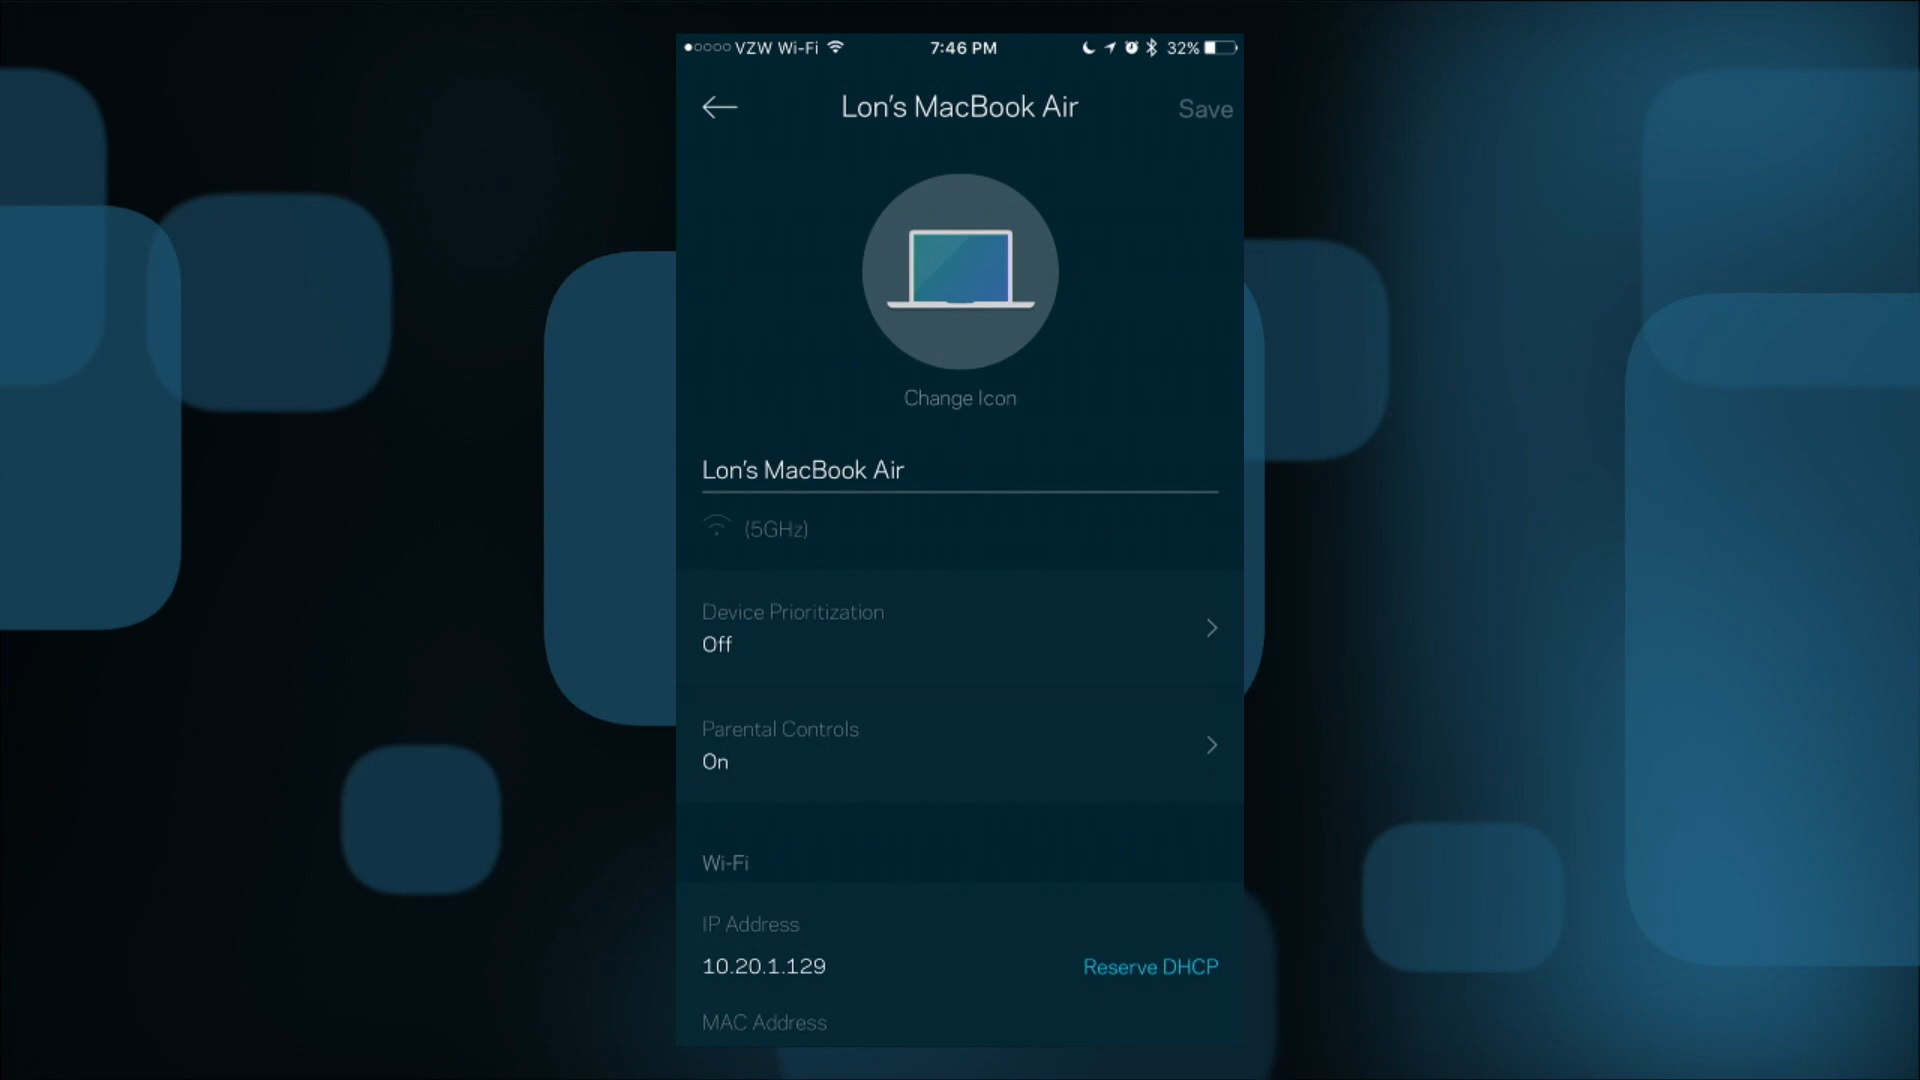 VZW Wi-Fi 7:46 PM 32%
Lon's MacBook Air Save
Change Icon
Lon's MacBook Air
(5GHz)
Device Prioritization
Off
Parental Controls
On
Wi-Fi
IP Address
10.20.1.129 Reserve DHCP
MAC Address